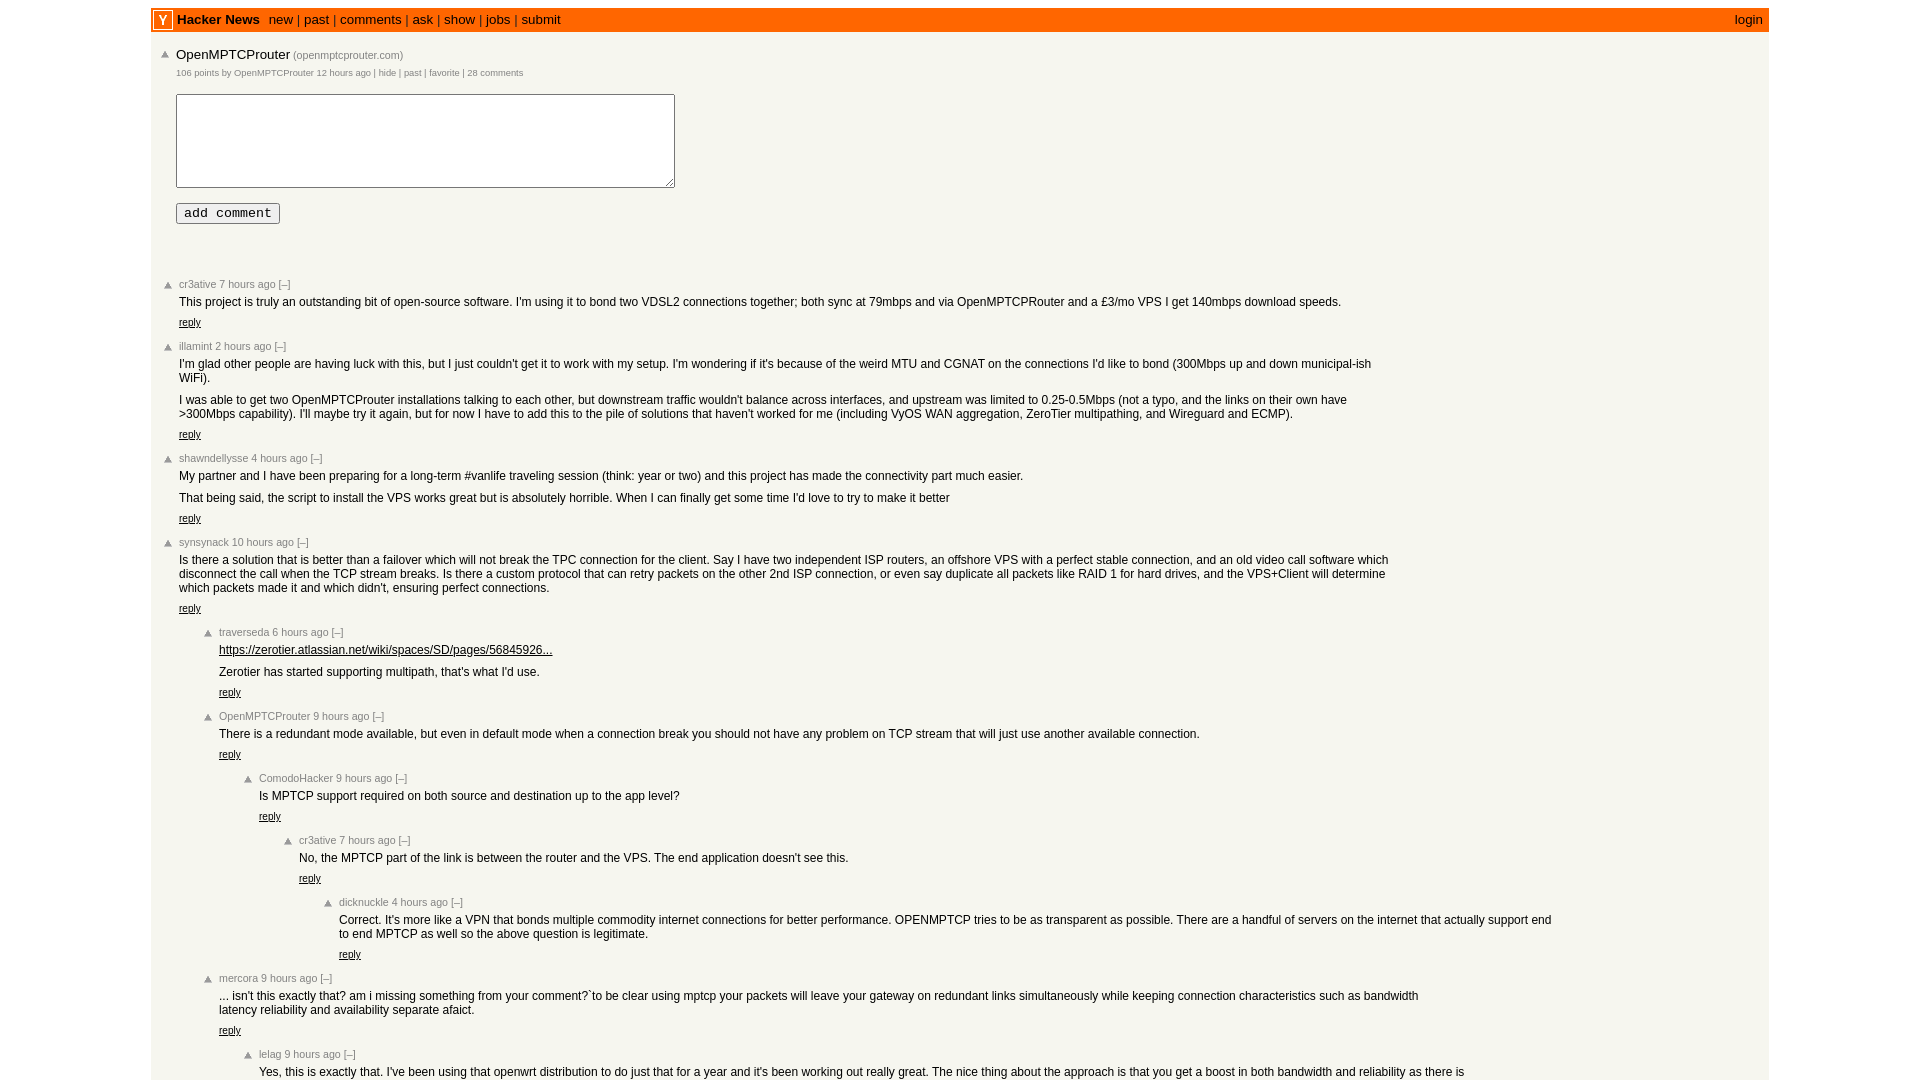 Y Hacker News new | past | comments | ask | show | jobs | submit login
OpenMPTCProuter (openmptcprouter.com)
106 points by OpenMPTCProuter 12 hours ago | hide | past | favorite | 28 comments
add comment
cr3ative 7 hours ago [–]
This project is truly an outstanding bit of open-source software. I'm using it to bond two VDSL2 connections together; both sync at 79mbps and via OpenMPTCPRouter and a £3/mo VPS I get 140mbps download speeds.
reply
illamint 2 hours ago [–]
I'm glad other people are having luck with this, but I just couldn't get it to work with my setup. I'm wondering if it's because of the weird MTU and CGNAT on the connections I'd like to bond (300Mbps up and down municipal-ish
WiFi).
I was able to get two OpenMPTCProuter installations talking to each other, but downstream traffic wouldn't balance across interfaces, and upstream was limited to 0.25-0.5Mbps (not a typo, and the links on their own have
>300Mbps capability). I'll maybe try it again, but for now I have to add this to the pile of solutions that haven't worked for me (including VyOS WAN aggregation, ZeroTier multipathing, and Wireguard and ECMP).
reply
shawndellysse 4 hours ago [–]
My partner and I have been preparing for a long-term #vanlife traveling session (think: year or two) and this project has made the connectivity part much easier.
That being said, the script to install the VPS works great but is absolutely horrible. When I can finally get some time I'd love to try to make it better
reply
synsynack 10 hours ago [–]
Is there a solution that is better than a failover which will not break the TPC connection for the client. Say I have two independent ISP routers, an offshore VPS with a perfect stable connection, and an old video call software which
disconnect the call when the TCP stream breaks. Is there a custom protocol that can retry packets on the other 2nd ISP connection, or even say duplicate all packets like RAID 1 for hard drives, and the VPS+Client will determine
which packets made it and which didn't, ensuring perfect connections.
reply
traverseda 6 hours ago [–]
https://zerotier.atlassian.net/wiki/spaces/SD/pages/56845926...
Zerotier has started supporting multipath, that's what I'd use.
reply
OpenMPTCProuter 9 hours ago [–]
There is a redundant mode available, but even in default mode when a connection break you should not have any problem on TCP stream that will just use another available connection.
reply
ComodoHacker 9 hours ago [–]
Is MPTCP support required on both source and destination up to the app level?
reply
cr3ative 7 hours ago [–]
No, the MPTCP part of the link is between the router and the VPS. The end application doesn't see this.
reply
dicknuckle 4 hours ago [–]
Correct. It's more like a VPN that bonds multiple commodity internet connections for better performance. OPENMPTCP tries to be as transparent as possible. There are a handful of servers on the internet that actually support end
to end MPTCP as well so the above question is legitimate.
reply
mercora 9 hours ago [–]
... isn't this exactly that? am i missing something from your comment?`to be clear using mptcp your packets will leave your gateway on redundant links simultaneously while keeping connection characteristics such as bandwidth
latency reliability and availability separate afaict.
reply
lelag 9 hours ago [–]
Yes, this is exactly that. I've been using that openwrt distribution to do just that for a year and it's been working out really great. The nice thing about the approach is that you get a boost in both bandwidth and reliability as there is